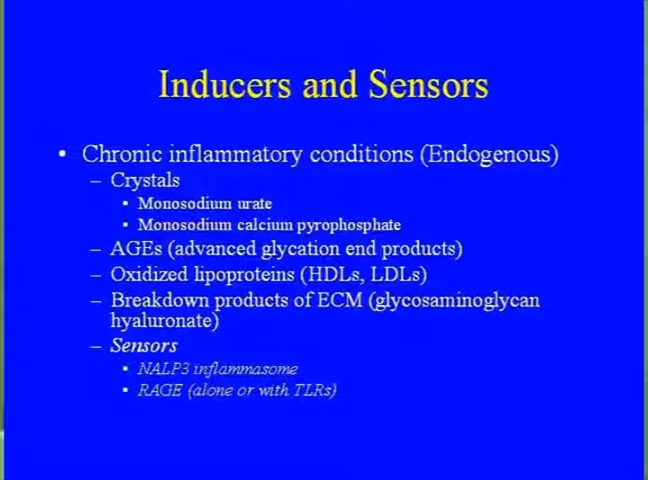 Inducers and Sensors
• Chronic inflammatory conditions (Endogenous)
– Crystals
• Monosodium urate
• Monosodium calcium pyrophosphate
– AGEs (advanced glycation end products)
– Oxidized lipoproteins (HDLs, LDLs)
– Breakdown products of ECM (glycosaminoglycan
hyaluronate)
– Sensors
• NALP3 inflammasome
• RAGE (alone or with TLRs)